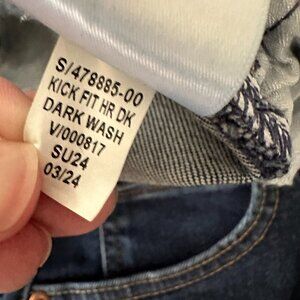 S/478885-00
KICK FIT HR DK
DARK WASH
V/000817
SU24
03/24